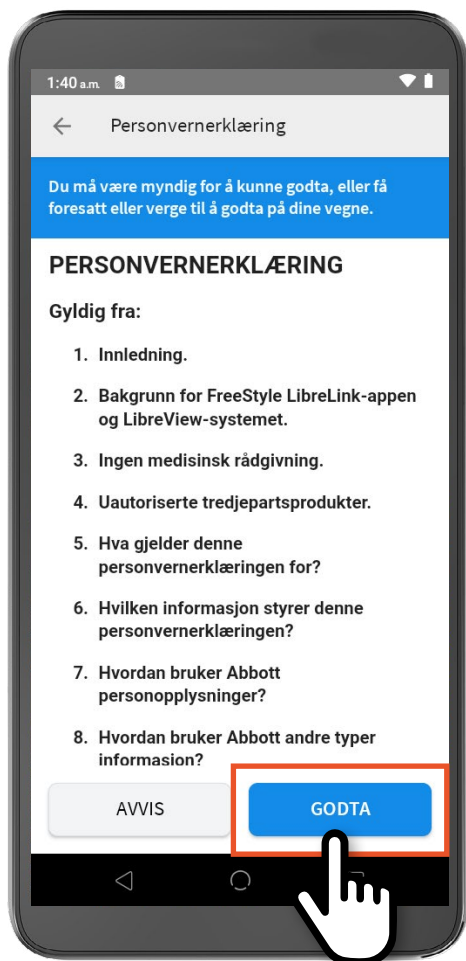 1:40 a.m.
Personvernerklæring
Du må være myndig for å kunne godta, eller få
foresatt eller verge til å godta på dine vegne.
PERSONVERNERKLÆRING
Gyldig fra:
1. Innledning.
2. Bakgrunn for FreeStyle LibreLink-appen
og LibreView-systemet.
3. Ingen medisinsk rådgivning.
4. Uautoriserte tredjepartsprodukter.
5. Hva gjelder denne
personvernerklæringen for?
6. Hvilken informasjon styrer denne
personvernerklæringen?
7. Hvordan bruker Abbott
personopplysninger?
8. Hvordan bruker Abbott andre typer
informasjon?
AVVIS
GODTA